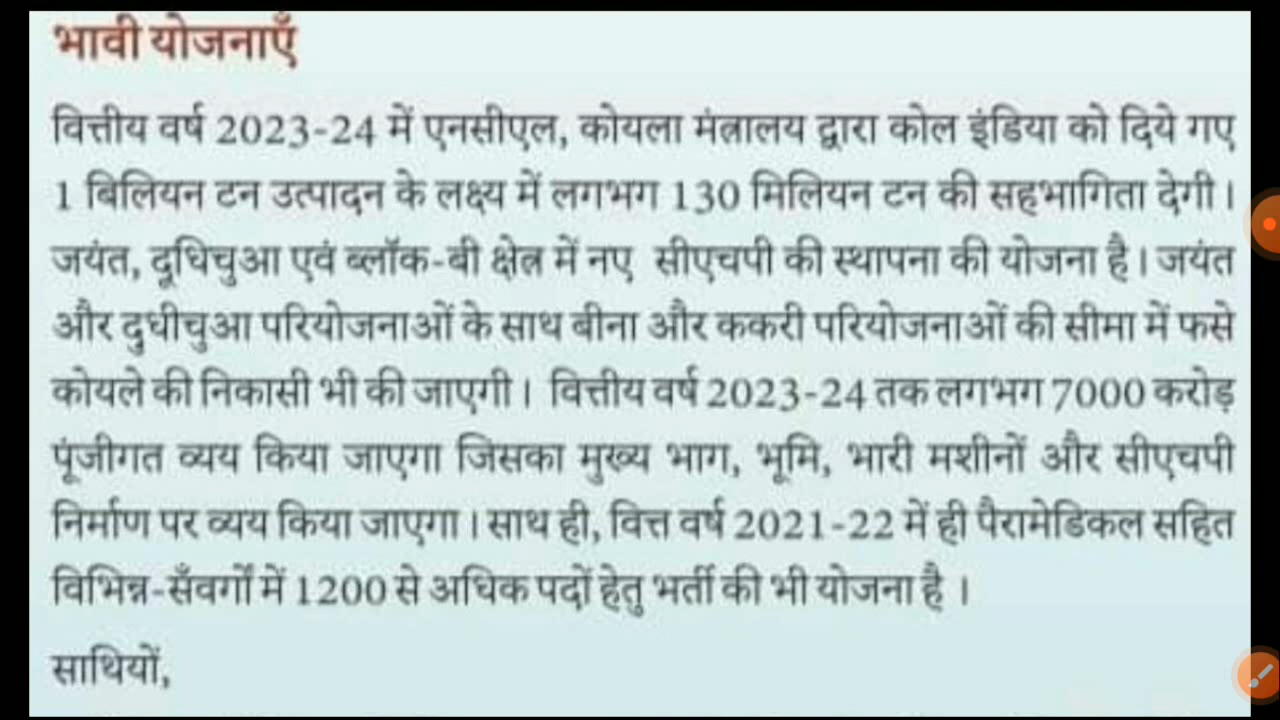 भावी योजनाएँ
वित्तीय वर्ष 2023-24 में एनसीएल, कोयला मंत्रालय द्वारा कोल इंडिया को दिये गए
1 बिलियन टन उत्पादन के लक्ष्य में लगभग 130 मिलियन टन की सहभागिता देगी।
जयंत, दूधिचुआ एवं ब्लॉक-बी क्षेत्र में नए सीएचपी की स्थापना की योजना है। जयंत
और दुधीचुआ परियोजनाओं के साथ बीना और ककरी परियोजनाओं की सीमा में फसे
कोयले की निकासी भी की जाएगी। वित्तीय वर्ष 2023-24 तक लगभग 7000 करोड़
पूंजीगत व्यय किया जाएगा जिसका मुख्य भाग, भूमि, भारी मशीनों और सीएचपी
निर्माण पर व्यय किया जाएगा। साथ ही, वित्त वर्ष 2021-22 में ही पैरामेडिकल सहित
विभिन्न-सँवर्गों में 1200 से अधिक पदों हेतु भर्ती की भी योजना है ।
साथियों,